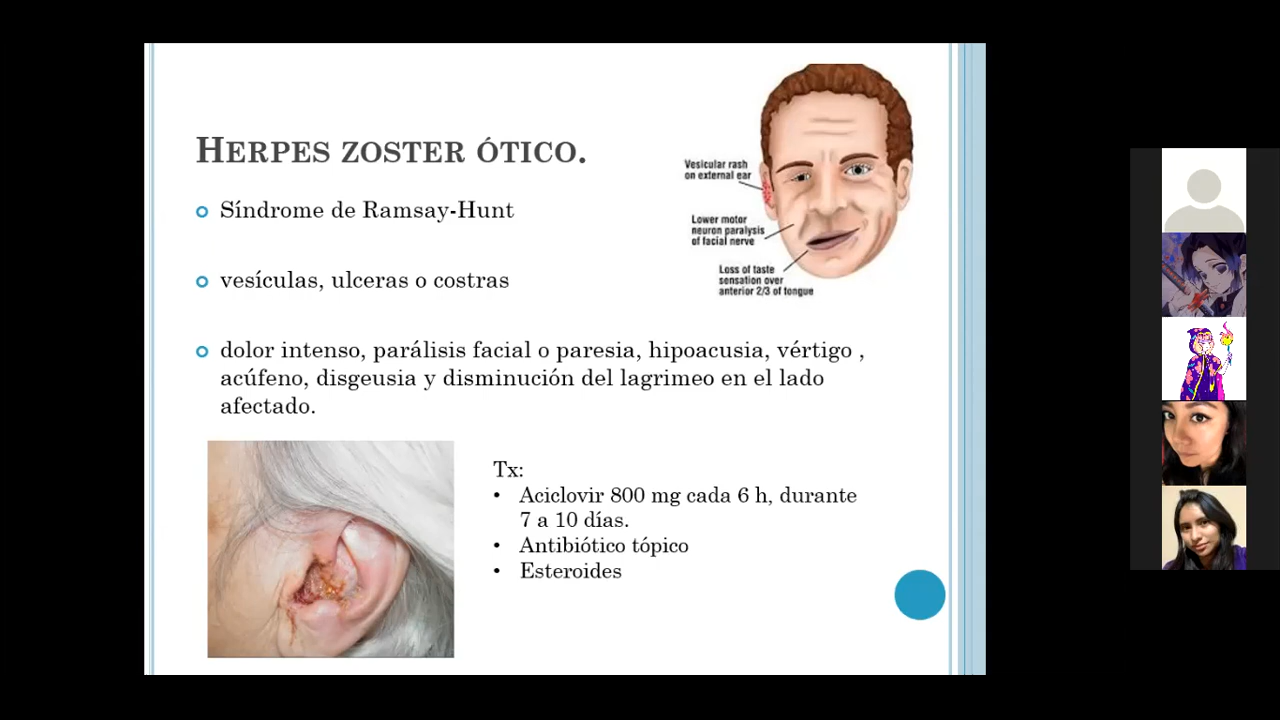 HERPES ZOSTER ÓTICO.
Síndrome de Ramsay-Hunt
vesículas, ulceras o costras
dolor intenso, parálisis facial o paresia, hipoacusia, vértigo ,
acúfeno, disgeusia y disminución del lagrimeo en el lado
afectado.
Vesicular rash
on external ear
Lower motor
neuron paralysis
of facial nerve
Loss of taste
sensation over
anterior 2/3 of tongue
Tx:
• Aciclovir 800 mg cada 6 h, durante
7 a 10 días.
• Antibiótico tópico
• Esteroides